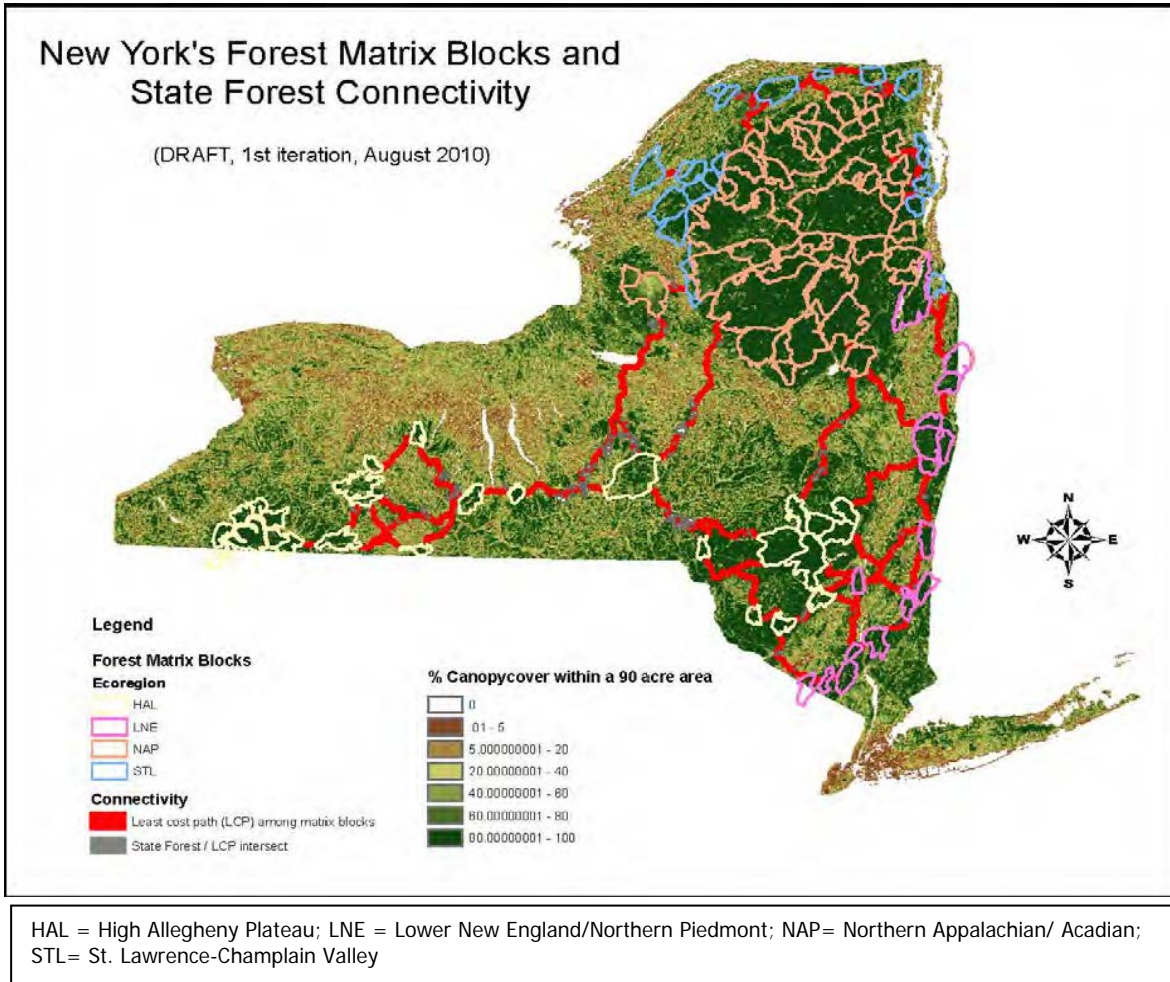 New York's Forest Matrix Blocks and
State Forest Connectivity
(DRAFT, 1st iteration, August 2010)
N
W
E
S
Legend
Forest Matrix Blocks
Ecoregion
HAL
LNE
NAP
STL
Connectivity
Least cost path (LCP) among matrix blocks
State Forest / LCP intersect
% Canopycover within a 90 acre area
0
.01 - 5
5.000000001 - 20
20.00000001 - 40
40.00000001 - 60
60.00000001 - 80
80.00000001 - 100
HAL = High Allegheny Plateau; LNE = Lower New England/Northern Piedmont; NAP= Northern Appalachian/ Acadian;
STL= St. Lawrence-Champlain Valley